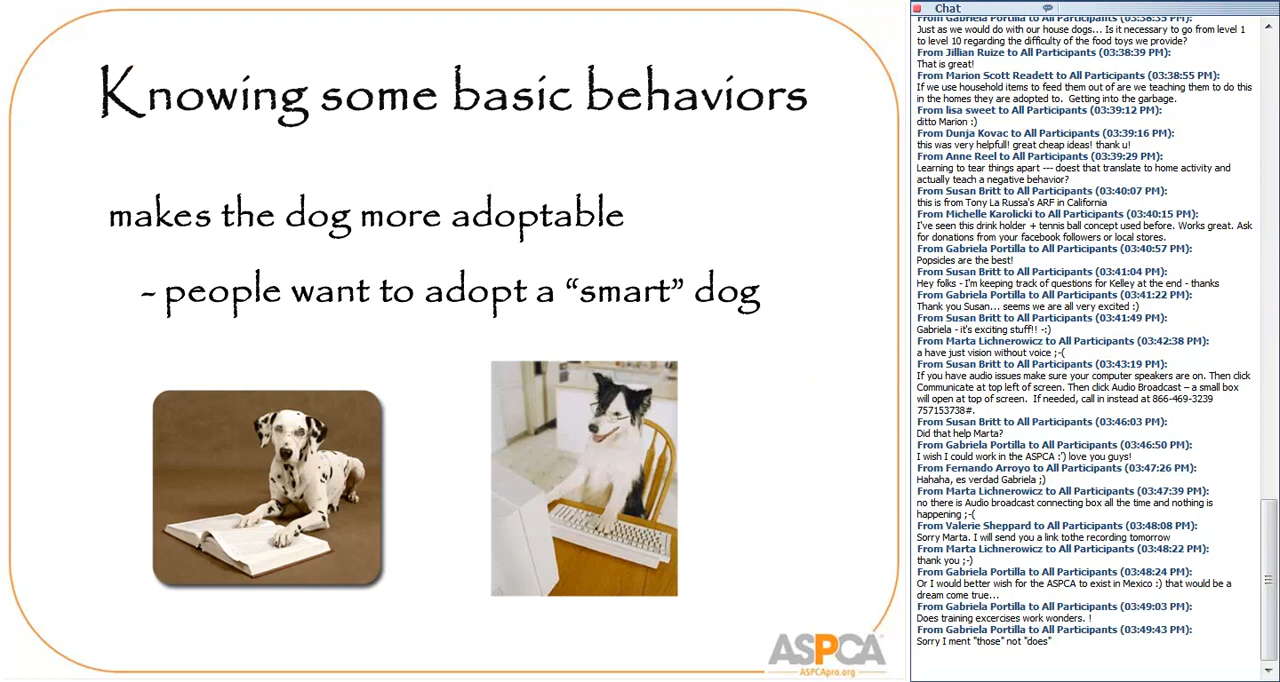 Knowing some basic behaviors
makes the dog more adoptable
- people want to adopt a “smart” dog
ASPCA
ASPCApro.org
Chat
From Gabriela Portilla to All Participants (03:38:35 PM):
Just as we would do with our house dogs... Is it necessary to go from level 1
to level 10 regarding the difficulty of the food toys we provide?
From Jillian Ruize to All Participants (03:38:39 PM):
That is great!
From Marion Scott Readett to All Participants (03:38:55 PM):
If we use household items to feed them out of are we teaching them to do this
in the homes they are adopted to.  Getting into the garbage.
From lisa sweet to All Participants (03:39:12 PM):
ditto Marion :)
From Dunja Kovac to All Participants (03:39:16 PM):
this was very helpfull! great cheap ideas! thank u!
From Anne Reel to All Participants (03:39:29 PM):
Learning to tear things apart --- doest that translate to home activity and
actually teach a negative behavior?
From Susan Britt to All Participants (03:40:07 PM):
this is from Tony La Russa's ARF in California
From Michelle Karolicki to All Participants (03:40:15 PM):
I've seen this drink holder + tennis ball concept used before. Works great. Ask
for donations from your facebook followers or local stores.
From Gabriela Portilla to All Participants (03:40:57 PM):
Popsicles are the best!
From Susan Britt to All Participants (03:41:04 PM):
Hey folks - I'm keeping track of questions for Kelley at the end - thanks
From Gabriela Portilla to All Participants (03:41:22 PM):
Thank you Susan... seems we are all very excited :)
From Susan Britt to All Participants (03:41:49 PM):
Gabriela - it's exciting stuff!! -:)
From Marta Lichnerowicz to All Participants (03:42:38 PM):
a have just vision without voice ;-(
From Susan Britt to All Participants (03:43:19 PM):
If you have audio issues make sure your computer speakers are on. Then click
Communicate at top left of screen. Then click Audio Broadcast – a small box
will open at top of screen.  If needed, call in instead at 866-469-3239
757153738#.
From Susan Britt to All Participants (03:46:03 PM):
Did that help Marta?
From Gabriela Portilla to All Participants (03:46:50 PM):
I wish I could work in the ASPCA :') love you guys!
From Fernando Arroyo to All Participants (03:47:26 PM):
Hahaha, es verdad Gabriela ;)
From Marta Lichnerowicz to All Participants (03:47:39 PM):
no there is Audio broadcast connecting box all the time and nothing is
happening ;-(
From Valerie Sheppard to All Participants (03:48:08 PM):
Sorry Marta. I will send you a link tothe recording tomorrow
From Marta Lichnerowicz to All Participants (03:48:22 PM):
thank you ;-)
From Gabriela Portilla to All Participants (03:48:24 PM):
Or I would better wish for the ASPCA to exist in Mexico :) that would be a
dream come true...
From Gabriela Portilla to All Participants (03:49:03 PM):
Does training excercises work wonders. !
From Gabriela Portilla to All Participants (03:49:43 PM):
Sorry I ment "those" not "does"